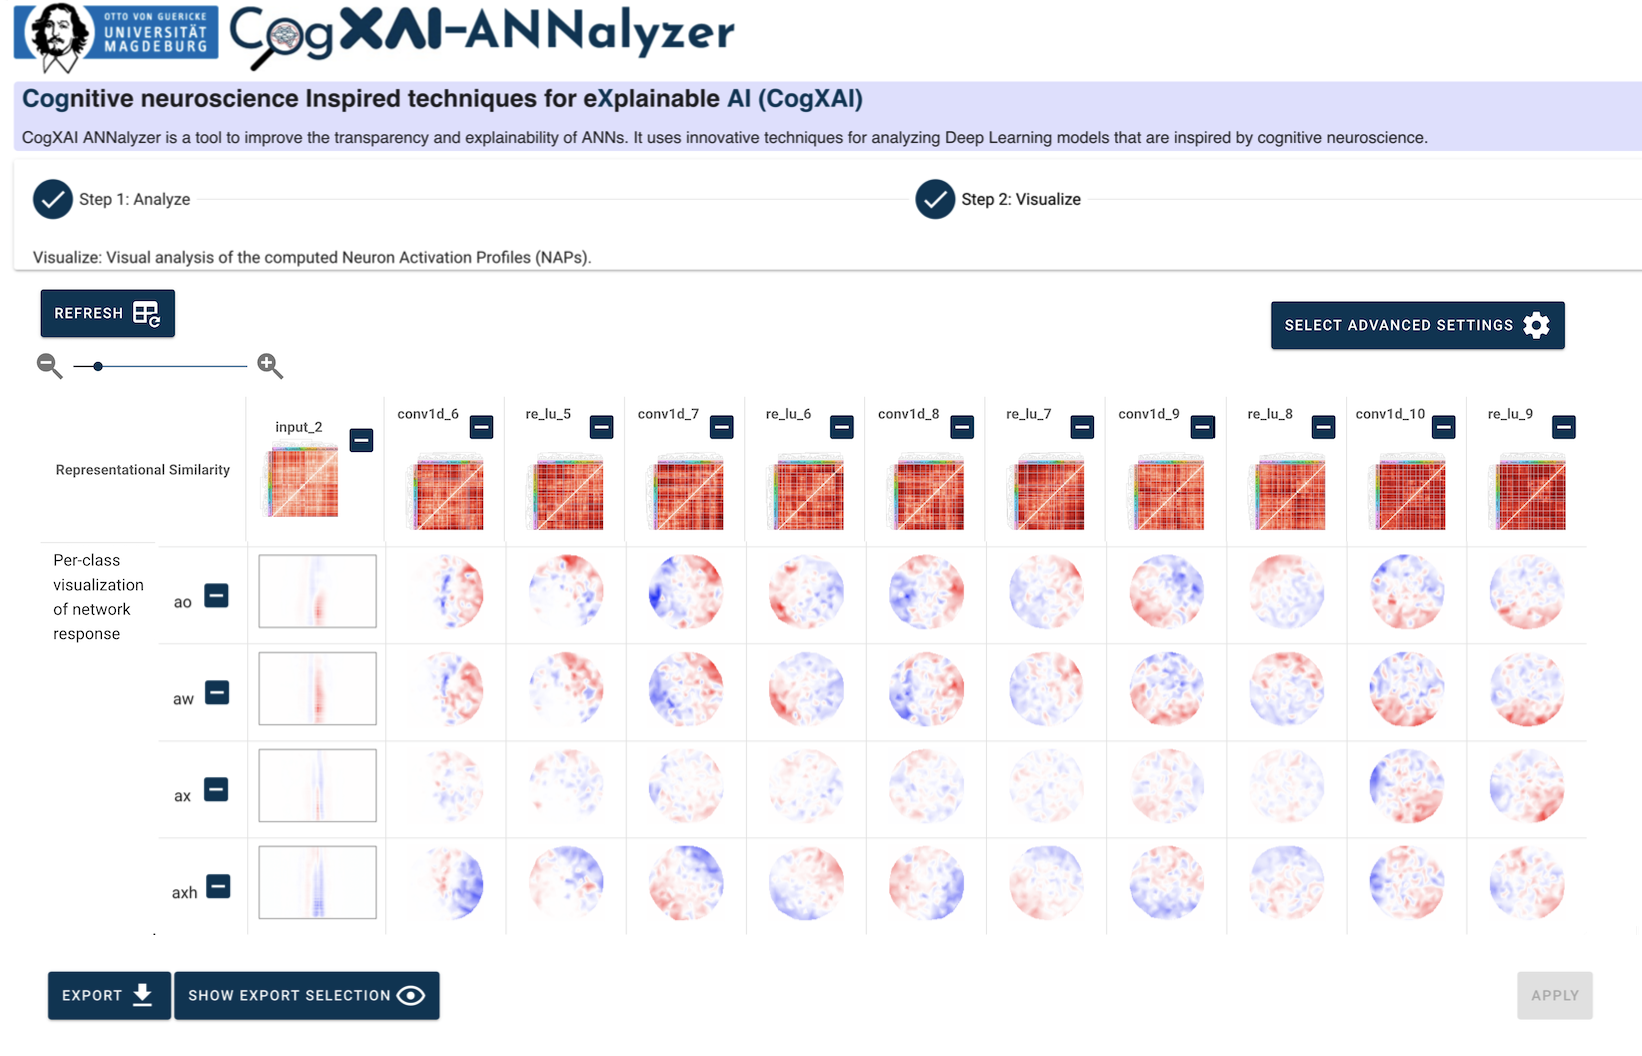 OTTO VON GUERICKE
UNIVERSITÄT
MAGDEBURG
CogXAI-ANNalyzer
Cognitive neuroscience Inspired techniques for eXplainable AI (CogXAI)
CogXAI ANNalyzer is a tool to improve the transparency and explainability of ANNs. It uses innovative techniques for analyzing Deep Learning models that are inspired by cognitive neuroscience.
Step 1: Analyze
Step 2: Visualize
Visualize: Visual analysis of the computed Neuron Activation Profiles (NAPs).
REFRESH
SELECT ADVANCED SETTINGS
input_2
conv1d_6
re_lu_5
conv1d_7
re_lu_6
conv1d_8
re_lu_7
conv1d_9
re_lu_8
conv1d_10
re_lu_9
Representational Similarity
Per-class
visualization
of network
response
ao
aw
ax
axh
EXPORT
SHOW EXPORT SELECTION
APPLY